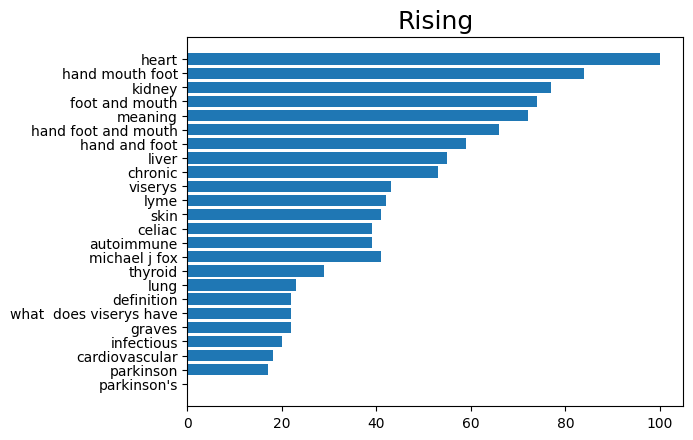 Rising
heart
hand mouth foot
kidney
foot and mouth
meaning
hand foot and mouth
hand and foot
liver
chronic
viserys
lyme
skin
celiac
autoimmune
michael j fox
thyroid
lung
definition
what  does viserys have
graves
infectious
cardiovascular
parkinson
parkinson's
0 20 40 60 80 100